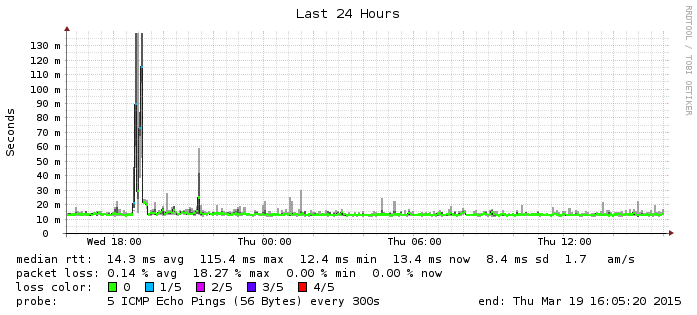 Last 24 Hours
RRDTOOL / TOBI OETIKER
Seconds
130 m
120 m
110 m
100 m
90 m
80 m
70 m
60 m
50 m
40 m
30 m
20 m
10 m
0
Wed 18:00 Thu 00:00 Thu 06:00 Thu 12:00
median rtt: 14.3 ms avg 115.4 ms max 12.4 ms min 13.4 ms now 8.4 ms sd 1.7 am/s
packet loss: 0.14 % avg 18.27 % max 0.00 % min 0.00 % now
loss color: 0 1/5 2/5 3/5 4/5
probe: 5 ICMP Echo Pings (56 Bytes) every 300s end: Thu Mar 19 16:05:20 2015